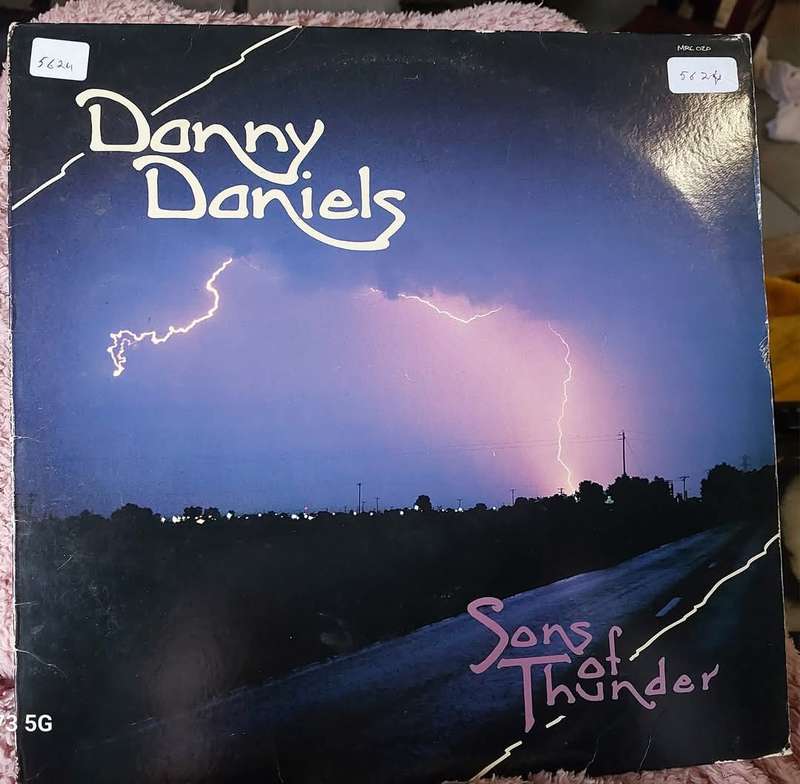 5624
MRC 020
5624
Danny
Daniels
Sons
of
Thunder
73 5G